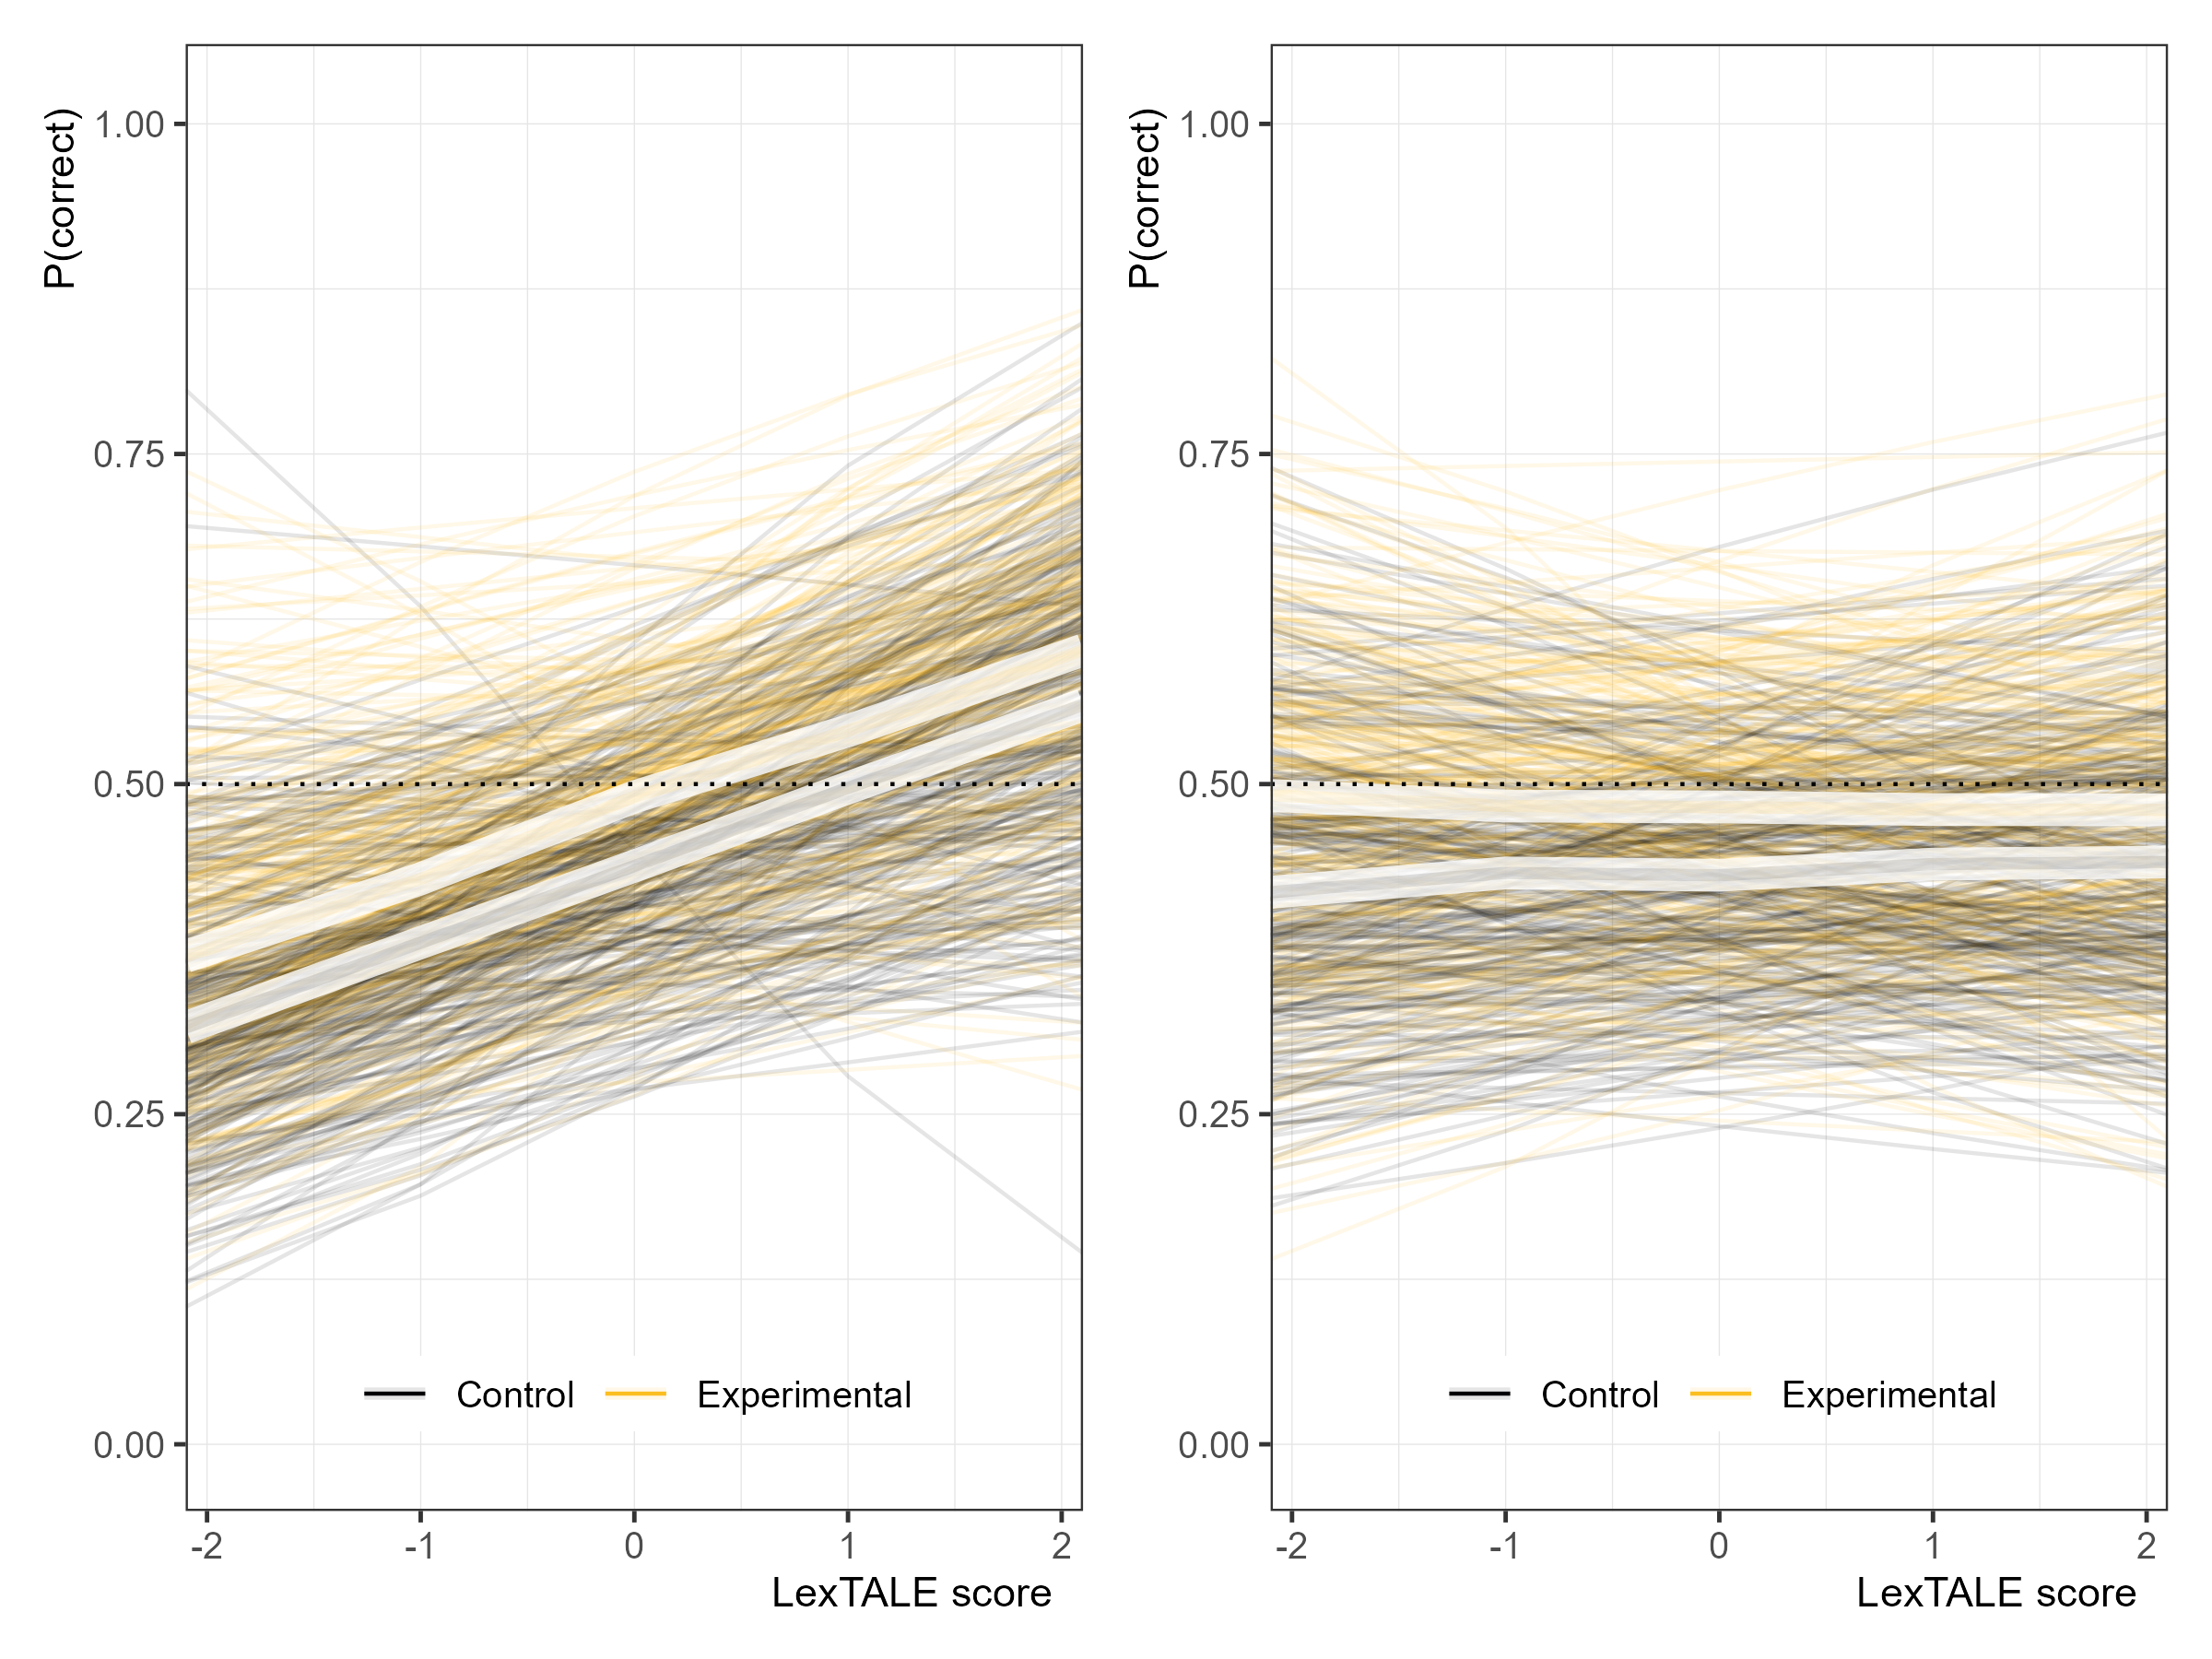 P(correct)
1.00
0.75
0.50
0.25
0.00
Control Experimental
-2 -1 0 1 2
LexTALE score
P(correct)
1.00
0.75
0.50
0.25
0.00
Control Experimental
-2 -1 0 1 2
LexTALE score